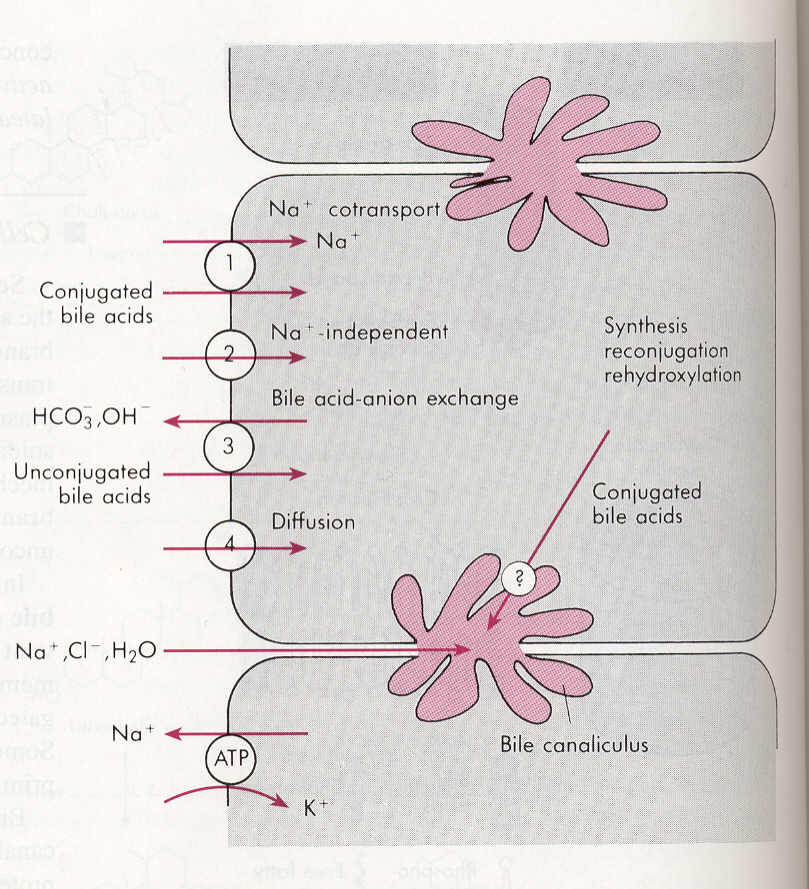 Na⁺ cotransport
Na⁺
1
Conjugated
bile acids
Na⁺-independent
2
Synthesis
reconjugation
rehydroxylation
Bile acid-anion exchange
HCO₃⁻,OH⁻
3
Unconjugated
bile acids
Conjugated
bile acids
Diffusion
4
?
Na⁺,Cl⁻,H₂O
Na⁺
Bile canaliculus
ATP
K⁺